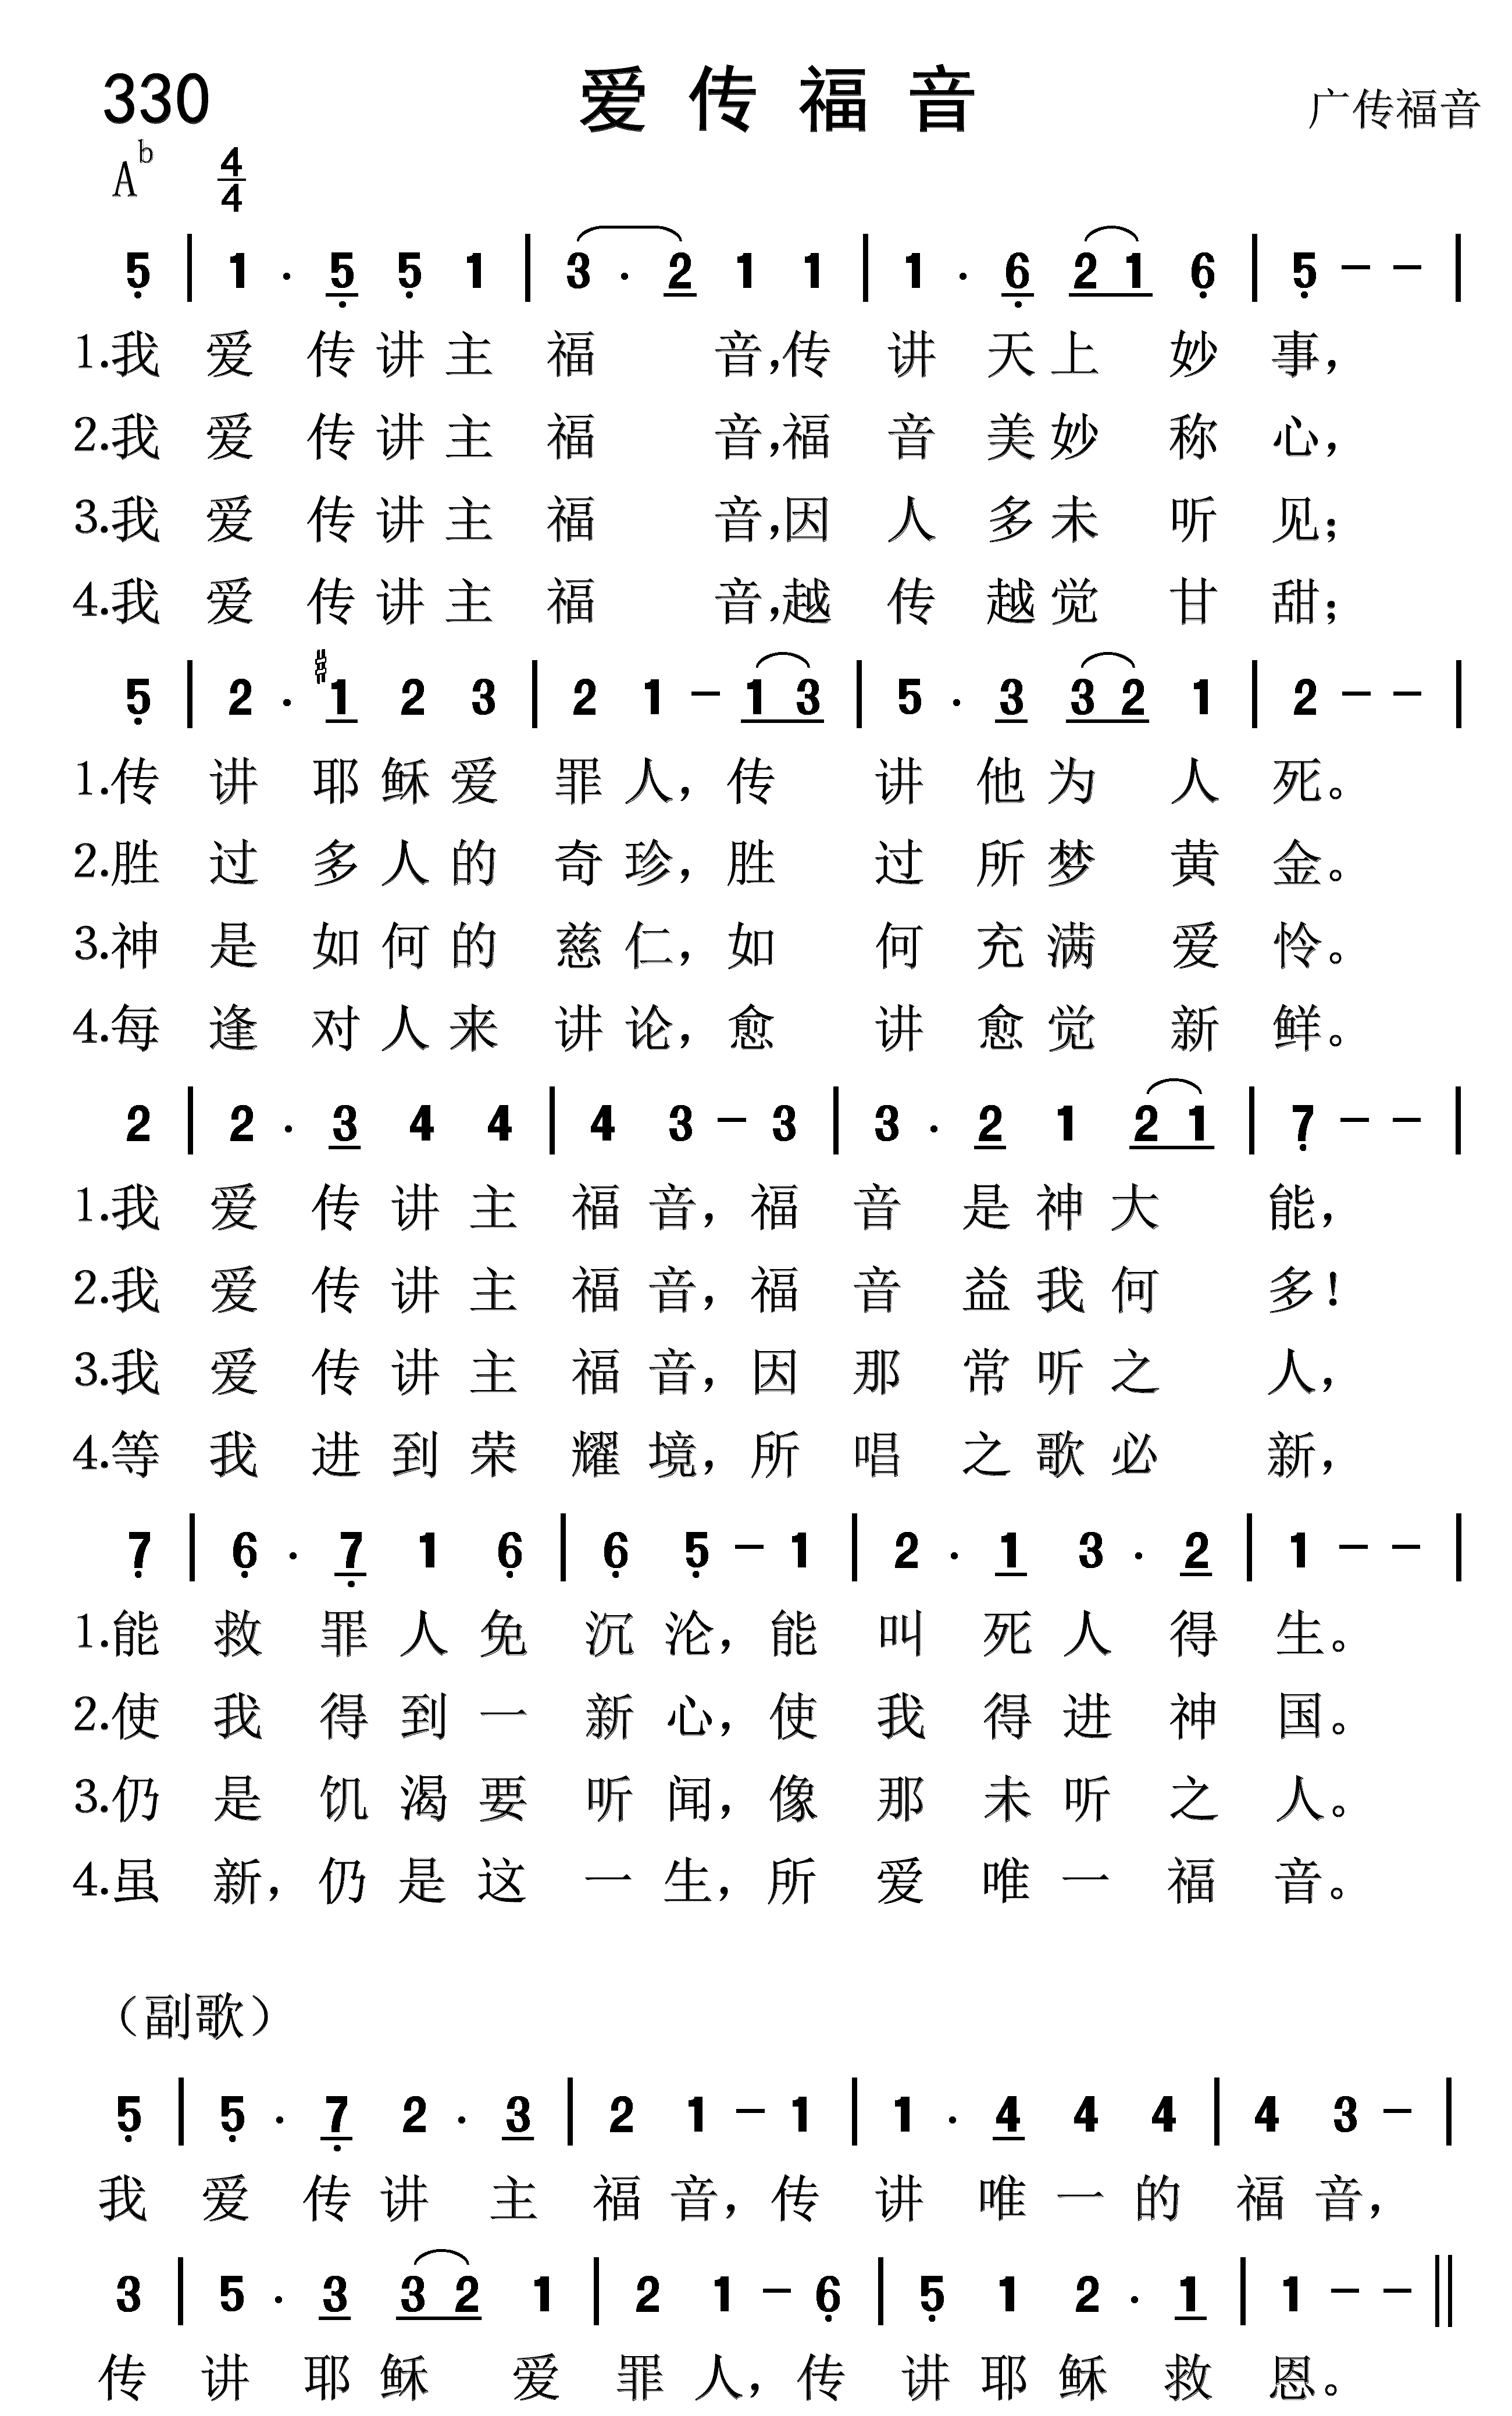 330 爱传福音 广传福音
A♭ 4/4
5̣ | 1 · 5̣ 5̣ 1 | 3 · 2 1 1 | 1 · 6̣ 2 1 6̣ | 5̣ - - |
1.我爱传讲主福音,传讲天上妙事,
2.我爱传讲主福音,福音美妙称心,
3.我爱传讲主福音,因人多未听见;
4.我爱传讲主福音,越传越觉甘甜;
5̣ | 2 · #1 2 3 | 2 1 - 1 3 | 5 · 3 3 2 1 | 2 - - |
1.传讲耶稣爱罪人,传讲他为人死。
2.胜过多人的奇珍,胜过所梦黄金。
3.神是如何的慈仁,如何充满爱怜。
4.每逢对人来讲论,愈讲愈觉新鲜。
2 | 2 · 3 4 4 | 4 3 - 3 | 3 · 2 1 2 1 | 7̣ - - |
1.我爱传讲主福音,福音是神大能,
2.我爱传讲主福音,福音益我何多!
3.我爱传讲主福音,因那常听之人,
4.等我进到荣耀境,所唱之歌必新,
7̣ | 6̣ · 7̣ 1 6̣ | 6̣ 5̣ - 1 | 2 · 1 3 · 2 | 1 - - |
1.能救罪人免沉沦,能叫死人得生。
2.使我得到一新心,使我得进神国。
3.仍是饥渴要听闻,像那未听之人。
4.虽新,仍是这一生,所爱唯一福音。
（副歌）
5̣ | 5̣ · 7̣ 2 · 3 | 2 1 - 1 | 1 · 4 4 4 | 4 3 - |
我爱传讲主福音,传讲唯一的福音,
3 | 5 · 3 3 2 1 | 2 1 - 6̣ | 5̣ 1 2 · 1 | 1 - - ||
传讲耶稣爱罪人,传讲耶稣救恩。